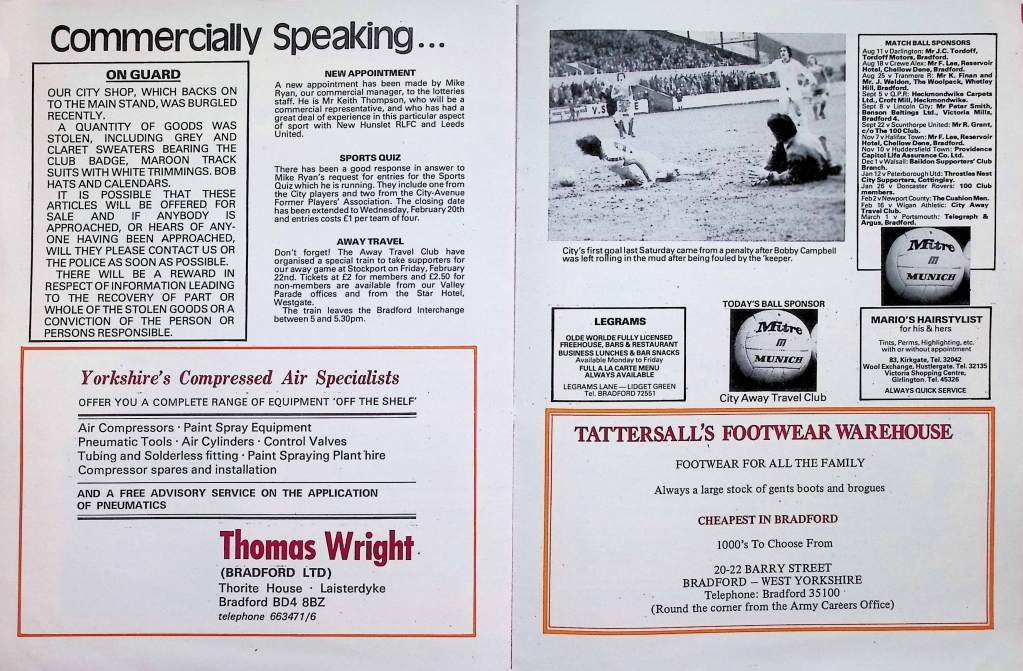 Commercially Speaking...
ON GUARD
OUR CITY SHOP, WHICH BACKS ON
TO THE MAIN STAND, WAS BURGLED
RECENTLY.
A QUANTITY OF GOODS WAS
STOLEN, INCLUDING GREY AND
CLARET SWEATERS BEARING THE
CLUB BADGE, MAROON TRACK
SUITS WITH WHITE TRIMMINGS. BOB
HATS AND CALENDARS.
IT IS POSSIBLE THAT THESE
ARTICLES WILL BE OFFERED FOR
SALE AND IF ANYBODY IS
APPROACHED, OR HEARS OF ANY-
ONE HAVING BEEN APPROACHED,
WILL THEY PLEASE CONTACT US OR
THE POLICE AS SOON AS POSSIBLE.
THERE WILL BE A REWARD IN
RESPECT OF INFORMATION LEADING
TO THE RECOVERY OF PART OR
WHOLE OF THE STOLEN GOODS OR A
CONVICTION OF THE PERSON OR
PERSONS RESPONSIBLE.
NEW APPOINTMENT
A new appointment has been made by Mike
Ryan, our commercial manager, to the lotteries
staff. He is Mr Keith Thompson, who will be a
commercial representative, and who has had a
great deal of experience in this particular aspect
of sport with New Hunslet RLFC and Leeds
United.
SPORTS QUIZ
There has been a good response in answer to
Mike Ryan's request for entries for the Sports
Quiz which he is running. They include one from
the City players and two from the City-Avenue
Former Players' Association. The closing date
has been extended to Wednesday, February 20th
and entries costs £1 per team of four.
AWAY TRAVEL
Don't forget! The Away Travel Club have
organised a special train to take supporters for
our away game at Stockport on Friday, February
22nd. Tickets at £2 for members and £2.50 for
non-members are available from our Valley
Parade offices and from the Star Hotel,
Westgate.
The train leaves the Bradford Interchange
between 5 and 5.30pm.
Yorkshire's Compressed Air Specialists
OFFER YOU A COMPLETE RANGE OF EQUIPMENT 'OFF THE SHELF'
Air Compressors · Paint Spray Equipment
Pneumatic Tools · Air Cylinders · Control Valves
Tubing and Solderless fitting · Paint Spraying Plant hire
Compressor spares and installation
AND A FREE ADVISORY SERVICE ON THE APPLICATION
OF PNEUMATICS
Thomas Wright
(BRADFORD LTD)
Thorite House · Laisterdyke
Bradford BD4 8BZ
telephone 663471/6
V.S
City's first goal last Saturday came from a penalty after Bobby Campbell
was left rolling in the mud after being fouled by the 'keeper.
MATCH BALL SPONSORS
Aug 11 v Darlington: Mr J.C. Tordoff,
Tordoff Motors, Bradford.
Aug 18 v Crewe Alex: Mr F. Lee, Reservoir
Hotel, Chellow Dene, Bradford.
Aug 25 v Tranmere R: Mr K. Finan and
Mr. J. Weldon, The Woolpack, Whetley
Hill, Bradford.
Sept 5 v Q.P.R: Heckmondwike Carpets
Ltd., Croft Mill, Heckmondwike.
Sept 8 v Lincoln City: Mr Peter Smith,
Benson Beltings Ltd., Victoria Mills,
Bradford 4.
Sept 22 v Scunthorpe United: Mr R. Grant,
c/o The 100 Club.
Nov 7 v Halifax Town: Mr F. Lee, Reservoir
Hotel, Chellow Dene, Bradford.
Nov 10 v Huddersfield Town: Providence
Capitol Life Assurance Co. Ltd.
Dec 1 v Walsall: Baildon Supporters' Club
Branch.
Jan 12 v Peterborough Utd: Throstles Nest
City Supporters, Cottingley.
Jan 26 v Doncaster Rovers: 100 Club
members.
Feb 2 v Newport County: The Cushion Men.
Feb 16 v Wigan Athletic: City Away
Travel Club.
March 1 v Portsmouth: Telegraph &
Argus, Bradford.
Mitre
m
MUNICH
LEGRAMS
OLDE WORLDE FULLY LICENSED
FREEHOUSE, BARS & RESTAURANT
BUSINESS LUNCHES & BAR SNACKS
Available Monday to Friday
FULL A LA CARTE MENU
ALWAYS AVAILABLE
LEGRAMS LANE — LIDGET GREEN
Tel. BRADFORD 72551
TODAY'S BALL SPONSOR
Mitre
m
MUNICH
City Away Travel Club
MARIO'S HAIRSTYLIST
for his & hers
Tints, Perms, Highlighting, etc.
with or without appointment
83, Kirkgate, Tel. 32042
Wool Exchange, Hustlergate. Tel. 32135
Victoria Shopping Centre,
Girlington. Tel. 45326
ALWAYS QUICK SERVICE
TATTERSALL'S FOOTWEAR WAREHOUSE
FOOTWEAR FOR ALL THE FAMILY
Always a large stock of gents boots and brogues
CHEAPEST IN BRADFORD
1000's To Choose From
20-22 BARRY STREET
BRADFORD — WEST YORKSHIRE
Telephone: Bradford 35100
(Round the corner from the Army Careers Office)